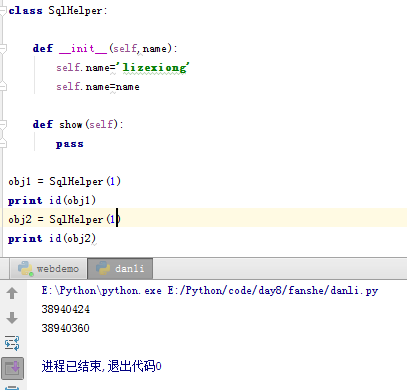 class SqlHelper:
    def __init__(self,name):
        self.name='lizexiong'
        self.name=name
    def show(self):
        pass
obj1 = SqlHelper(1)
print id(obj1)
obj2 = SqlHelper(1)
print id(obj2)
webdemo danli
E:\Python\python.exe E:/Python/code/day8/fanshe/danli.py
38940424
38940360
进程已结束,退出代码0